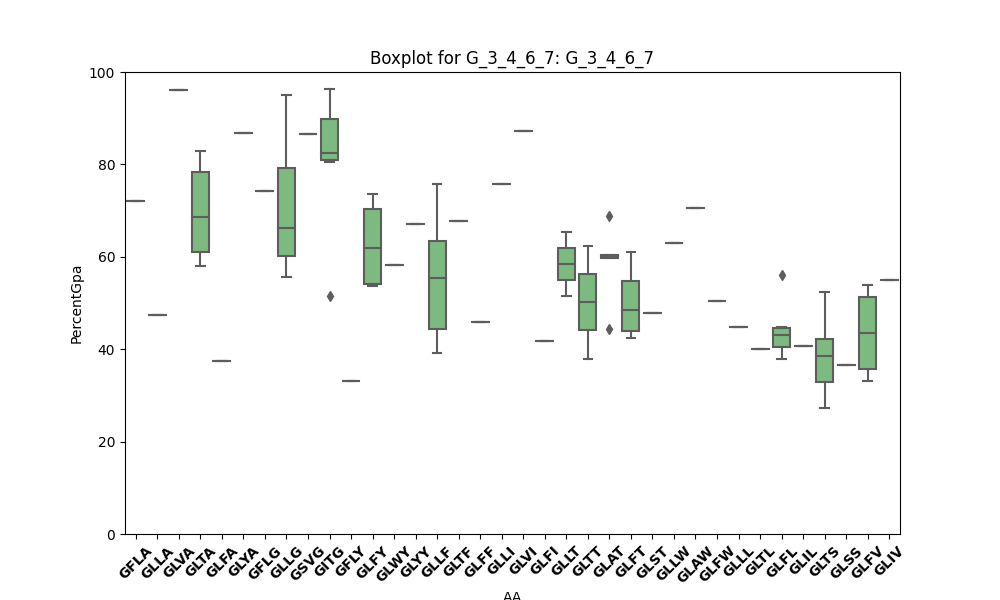 Boxplot for G_3_4_6_7: G_3_4_6_7
PercentGpa
100
80
60
40
20
0
GFLA GLLA GLVA GLTA GLFA GLYA GFLG GLLG GSVG GITG GFLY GLFY GLWY GLYY GLLF GLTF GLFF GLLI GLVI GLFI GLLT GLTT GLAT GLFT GLST GLLW GLAW GLFW GLLL GLTL GLFL GLIL GLTS GLSS GLFV GLIV
AA